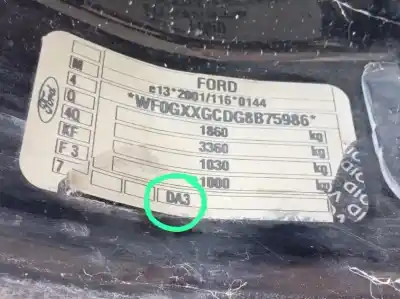 FORD
e13*2001/116*0144
*WF0GXXGCDG8B75986*
1860 kg
3360 kg
1030 kg
1000 kg
DA3
M
4
Q
4Q
KF
F 3
7
Ford